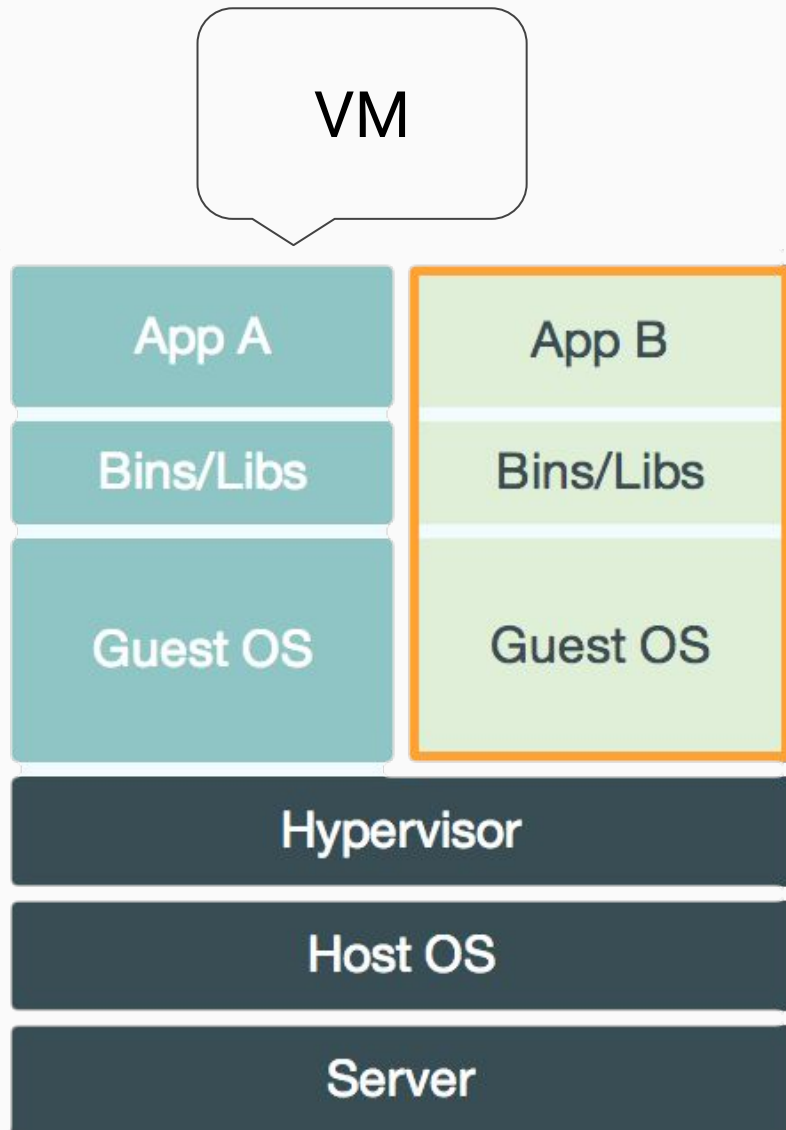 VM
App A
App B
Bins/Libs
Bins/Libs
Guest OS
Guest OS
Hypervisor
Host OS
Server